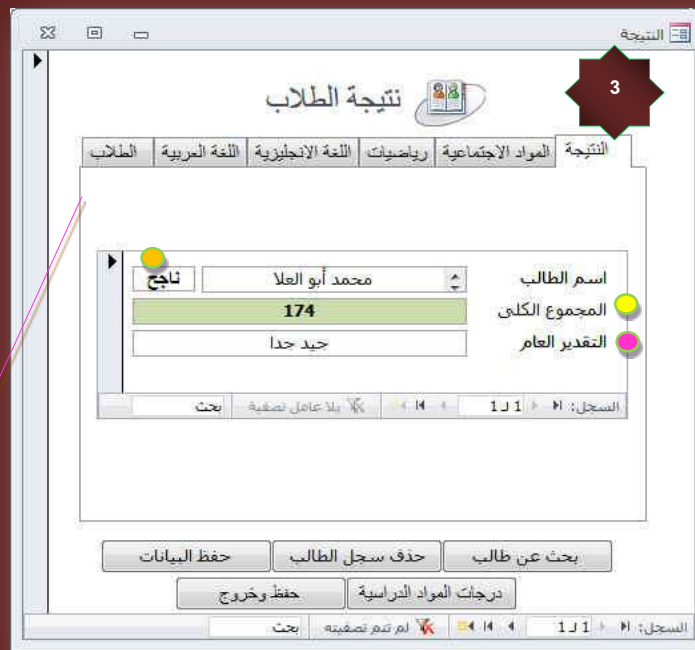 النتيجة
3
نتيجة الطلاب
النتيجة المواد الاجتماعية رياضيات اللغة الانجليزية اللغة العربية الطلاب
اسم الطالب محمد أبو العلا ناجح
المجموع الكلى 174
التقدير العام جيد جدا
السجل: 1 لـ 1 بلا عامل تصفية بحث
بحث عن طالب حذف سجل الطالب حفظ البيانات
درجات المواد الدراسية حفظ وخروج
السجل: 1 لـ 1 لم تتم تصفيته بحث